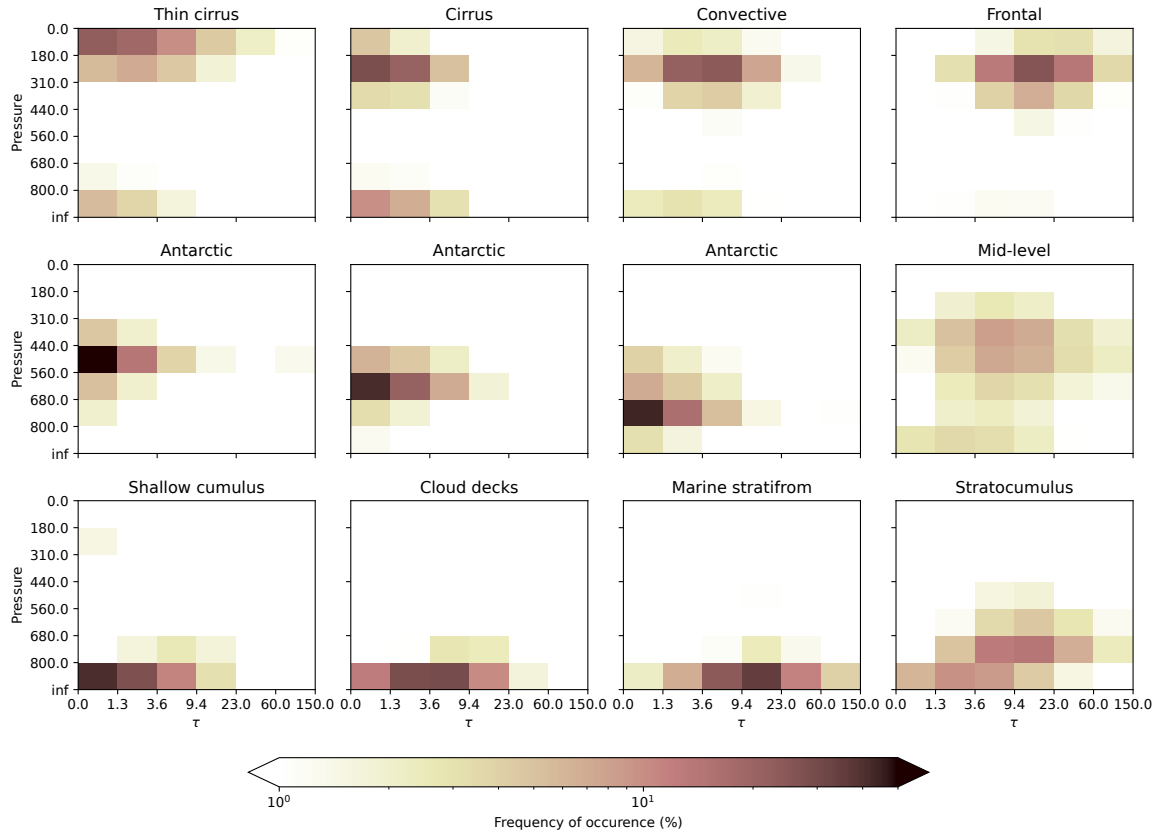 Thin cirrus
Cirrus
Convective
Frontal
0.0
180.0
310.0
440.0
560.0
680.0
800.0
inf
Pressure
Antarctic
Antarctic
Antarctic
Mid-level
0.0
180.0
310.0
440.0
560.0
680.0
800.0
inf
Pressure
Shallow cumulus
Cloud decks
Marine stratifrom
Stratocumulus
0.0
180.0
310.0
440.0
560.0
680.0
800.0
inf
Pressure
0.0 1.3 3.6 9.4 23.0 60.0 150.0
0.0 1.3 3.6 9.4 23.0 60.0 150.0
0.0 1.3 3.6 9.4 23.0 60.0 150.0
0.0 1.3 3.6 9.4 23.0 60.0 150.0
τ
τ
τ
τ
10⁰ 10¹
Frequency of occurence (%)